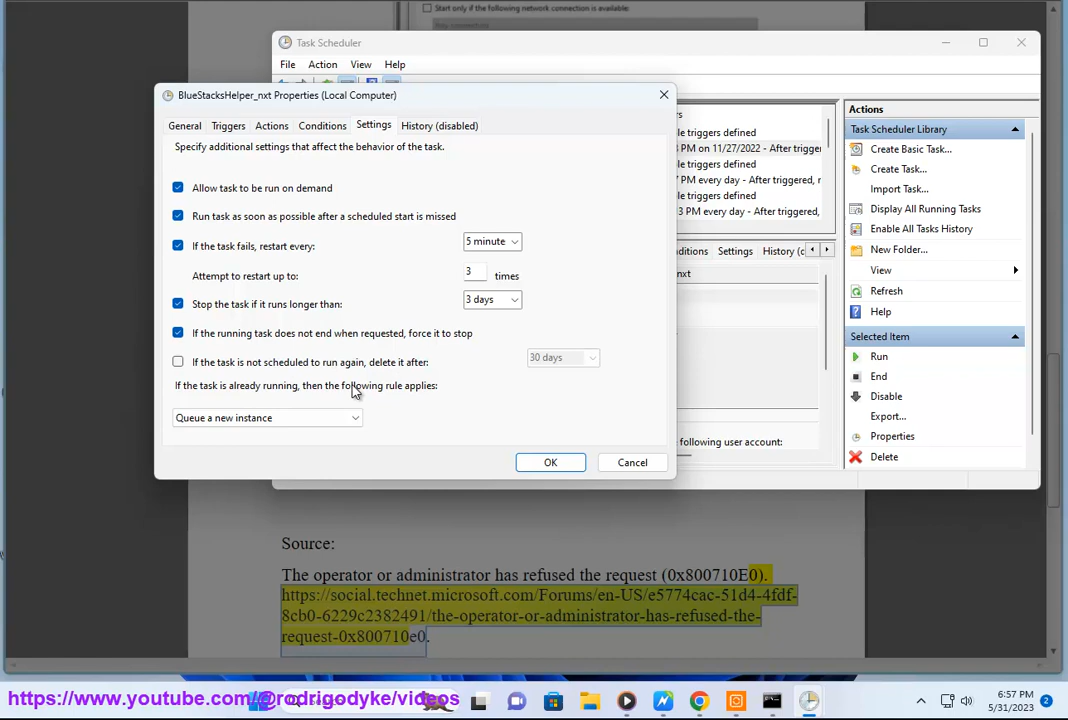 Start only if the following network connection is available:
Task Scheduler
File Action View Help
BlueStacksHelper_nxt Properties (Local Computer)
General Triggers Actions Conditions Settings History (disabled)
Specify additional settings that affect the behavior of the task.
Allow task to be run on demand
Run task as soon as possible after a scheduled start is missed
If the task fails, restart every: 5 minute
Attempt to restart up to: 3 times
Stop the task if it runs longer than: 3 days
If the running task does not end when requested, force it to stop
If the task is not scheduled to run again, delete it after: 30 days
If the task is already running, then the following rule applies:
Queue a new instance
OK Cancel
le triggers defined
PM on 11/27/2022 - After trigger
le triggers defined
7 PM every day - After triggered, r
le triggers defined
3 PM every day - After triggered, r
ditions Settings History (c
nxt
following user account:
Actions
Task Scheduler Library
Create Basic Task...
Create Task...
Import Task...
Display All Running Tasks
Enable All Tasks History
New Folder...
View
Refresh
Help
Selected Item
Run
End
Disable
Export...
Properties
Delete
Source:
The operator or administrator has refused the request (0x800710E0).
https://social.technet.microsoft.com/Forums/en-US/e5774cac-51d4-4fdf-
8cb0-6229c2382491/the-operator-or-administrator-has-refused-the-
request-0x800710e0.
https://www.youtube.com/@rodrigodyke/videos
6:57 PM
5/31/2023
2